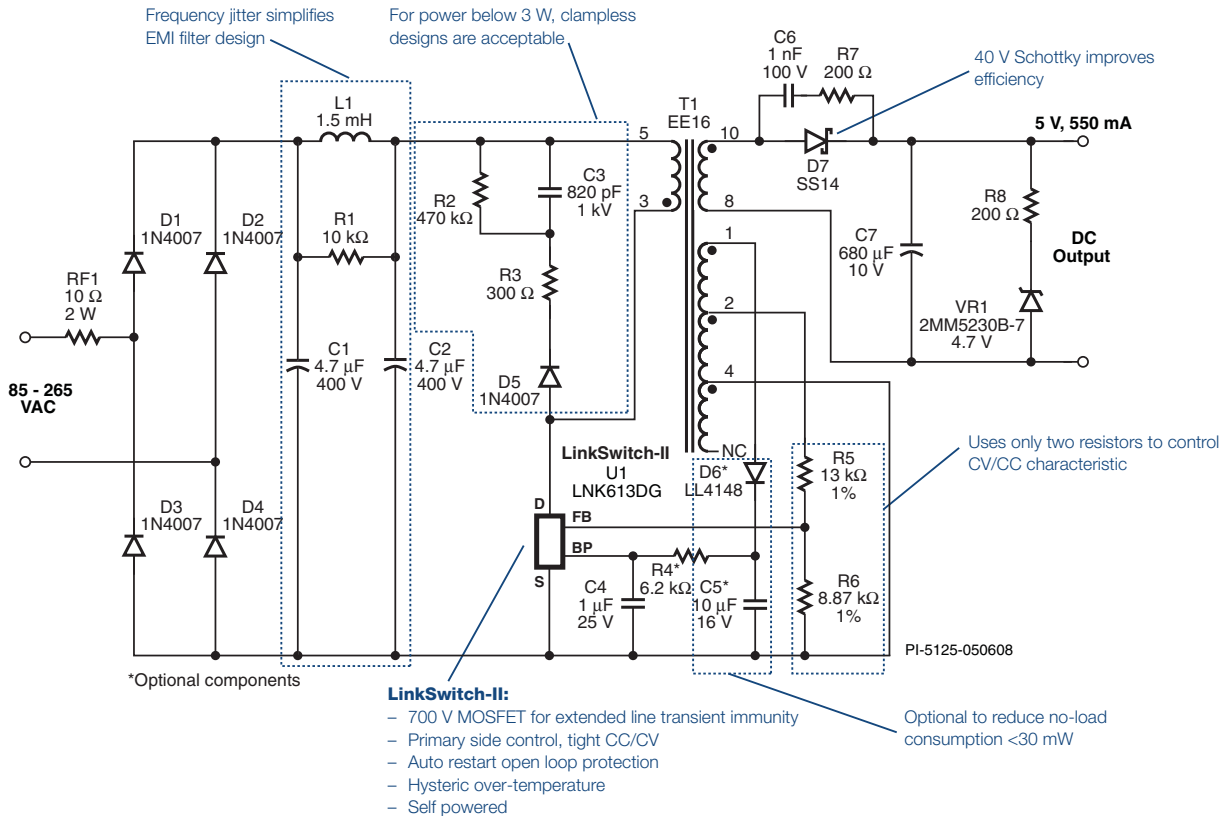 Frequency jitter simplifies
EMI filter design
For power below 3 W, clampless
designs are acceptable
40 V Schottky improves
efficiency
L1
1.5 mH
R1
10 kΩ
C1
4.7 µF
400 V
C2
4.7 µF
400 V
D1
1N4007
D2
1N4007
RF1
10 Ω
2 W
85 - 265
VAC
D3
1N4007
D4
1N4007
R2
470 kΩ
C3
820 pF
1 kV
R3
300 Ω
D5
1N4007
5
3
T1
EE16
10
8
1
2
4
NC
C6
1 nF
100 V
R7
200 Ω
D7
SS14
5 V, 550 mA
C7
680 µF
10 V
R8
200 Ω
DC
Output
VR1
2MM5230B-7
4.7 V
LinkSwitch-II
U1
LNK613DG
D
FB
BP
S
D6*
LL4148
R5
13 kΩ
1%
R4*
6.2 kΩ
C4
1 µF
25 V
C5*
10 µF
16 V
R6
8.87 kΩ
1%
Uses only two resistors to control
CV/CC characteristic
PI-5125-050608
*Optional components
LinkSwitch-II:
– 700 V MOSFET for extended line transient immunity
– Primary side control, tight CC/CV
– Auto restart open loop protection
– Hysteric over-temperature
– Self powered
Optional to reduce no-load
consumption <30 mW